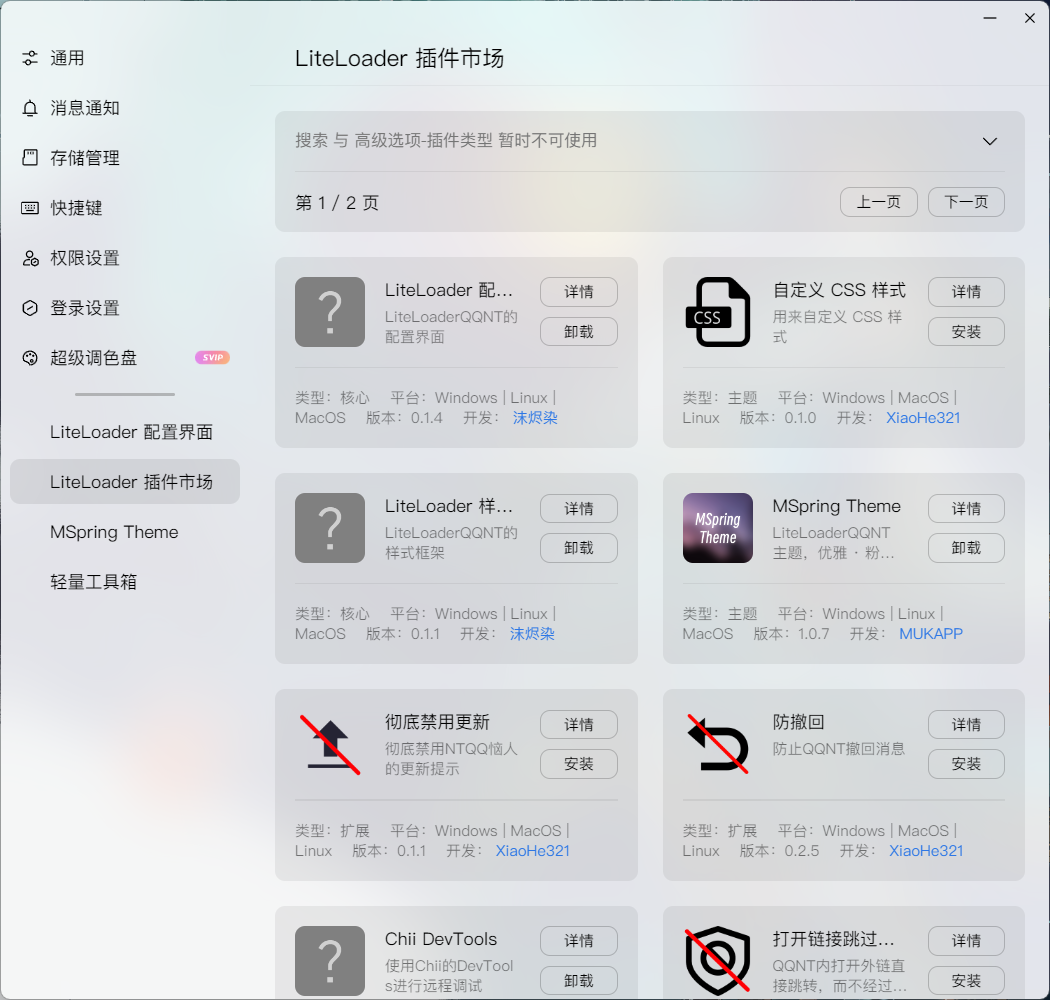 通用
消息通知
存储管理
快捷键
权限设置
登录设置
超级调色盘 SVIP
LiteLoader 配置界面
LiteLoader 插件市场
MSpring Theme
轻量工具箱
LiteLoader 插件市场
搜索 与 高级选项-插件类型 暂时不可使用
第 1 / 2 页
上一页
下一页
LiteLoader 配...
LiteLoaderQQNT的
配置界面
详情
卸载
类型：核心 平台：Windows | Linux |
MacOS 版本：0.1.4 开发：沫烬染
CSS
自定义 CSS 样式
用来自定义 CSS 样
式
详情
安装
类型：主题 平台：Windows | MacOS |
Linux 版本：0.1.0 开发：XiaoHe321
LiteLoader 样...
LiteLoaderQQNT的
样式框架
详情
卸载
类型：核心 平台：Windows | Linux |
MacOS 版本：0.1.1 开发：沫烬染
MSpring
Theme
MSpring Theme
LiteLoaderQQNT
主题，优雅 · 粉...
详情
卸载
类型：主题 平台：Windows | Linux |
MacOS 版本：1.0.7 开发：MUKAPP
彻底禁用更新
彻底禁用NTQQ恼人
的更新提示
详情
安装
类型：扩展 平台：Windows | MacOS |
Linux 版本：0.1.1 开发：XiaoHe321
防撤回
防止QQNT撤回消息
详情
安装
类型：扩展 平台：Windows | MacOS |
Linux 版本：0.2.5 开发：XiaoHe321
Chii DevTools
使用Chii的DevTool
s进行远程调试
详情
卸载
打开链接跳过...
QQNT内打开外链直
接跳转，而不经过...
详情
安装